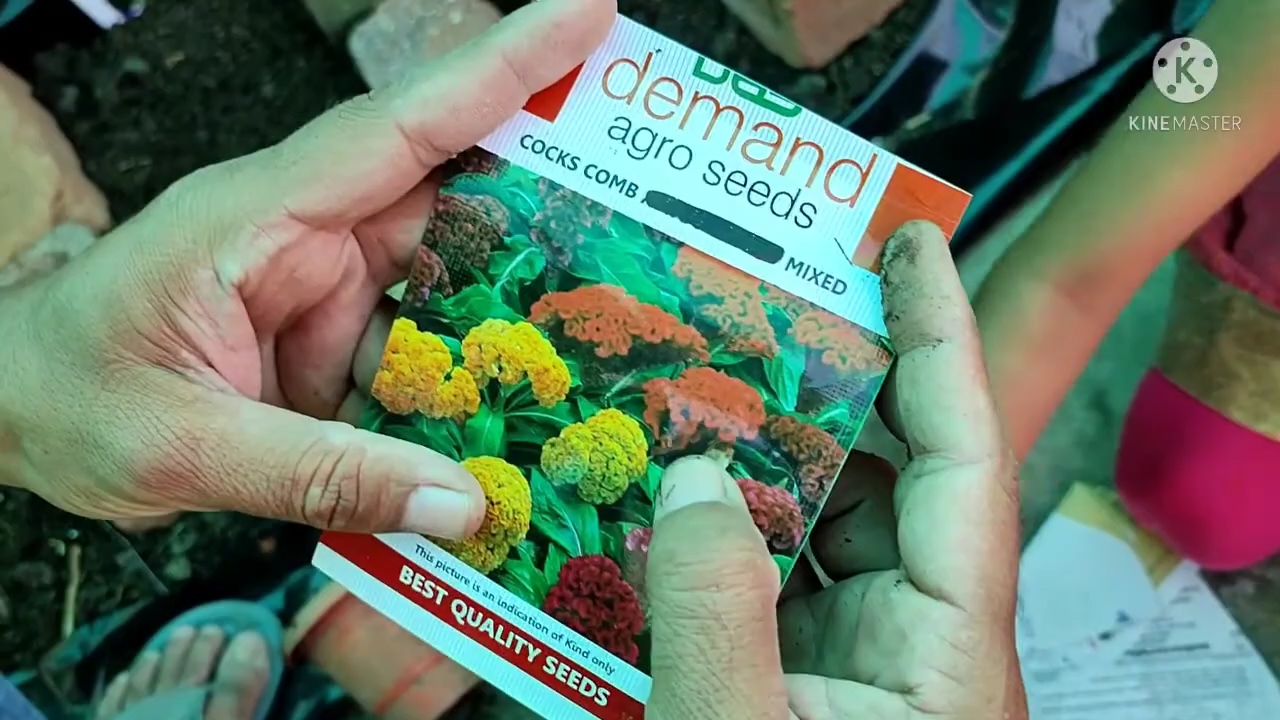 demand
agro seeds
COCKS COMB MIXED
This picture is an indication of Kind only
BEST QUALITY SEEDS
K
KINEMASTER